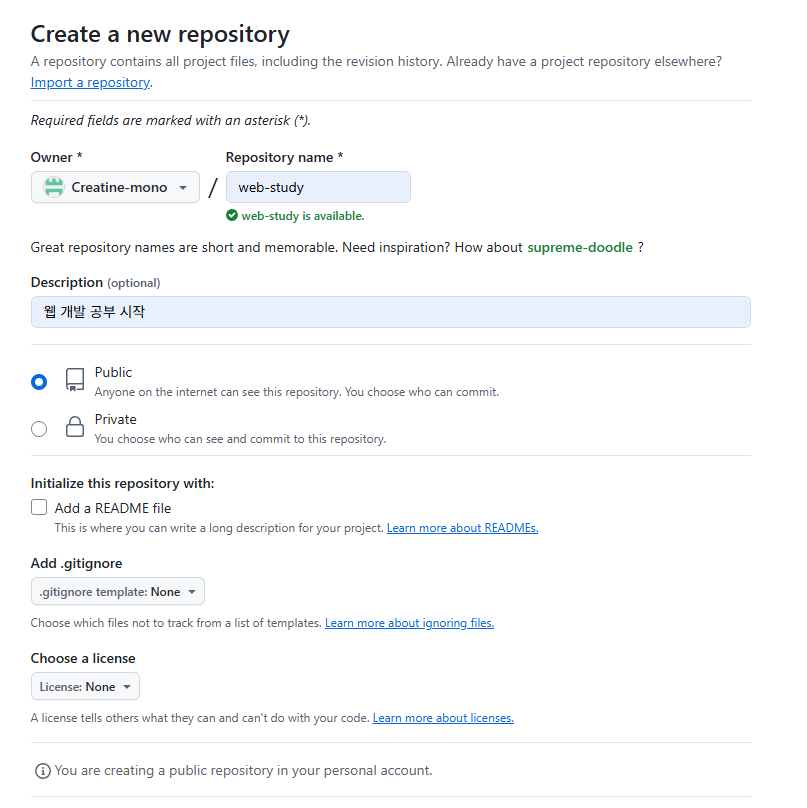 Create a new repository
A repository contains all project files, including the revision history. Already have a project repository elsewhere?
Import a repository.
Required fields are marked with an asterisk (*).
Owner *
Repository name *
Creatine-mono
/
web-study
web-study is available.
Great repository names are short and memorable. Need inspiration? How about supreme-doodle ?
Description (optional)
웹 개발 공부 시작
Public
Anyone on the internet can see this repository. You choose who can commit.
Private
You choose who can see and commit to this repository.
Initialize this repository with:
Add a README file
This is where you can write a long description for your project. Learn more about READMEs.
Add .gitignore
.gitignore template: None
Choose which files not to track from a list of templates. Learn more about ignoring files.
Choose a license
License: None
A license tells others what they can and can't do with your code. Learn more about licenses.
You are creating a public repository in your personal account.